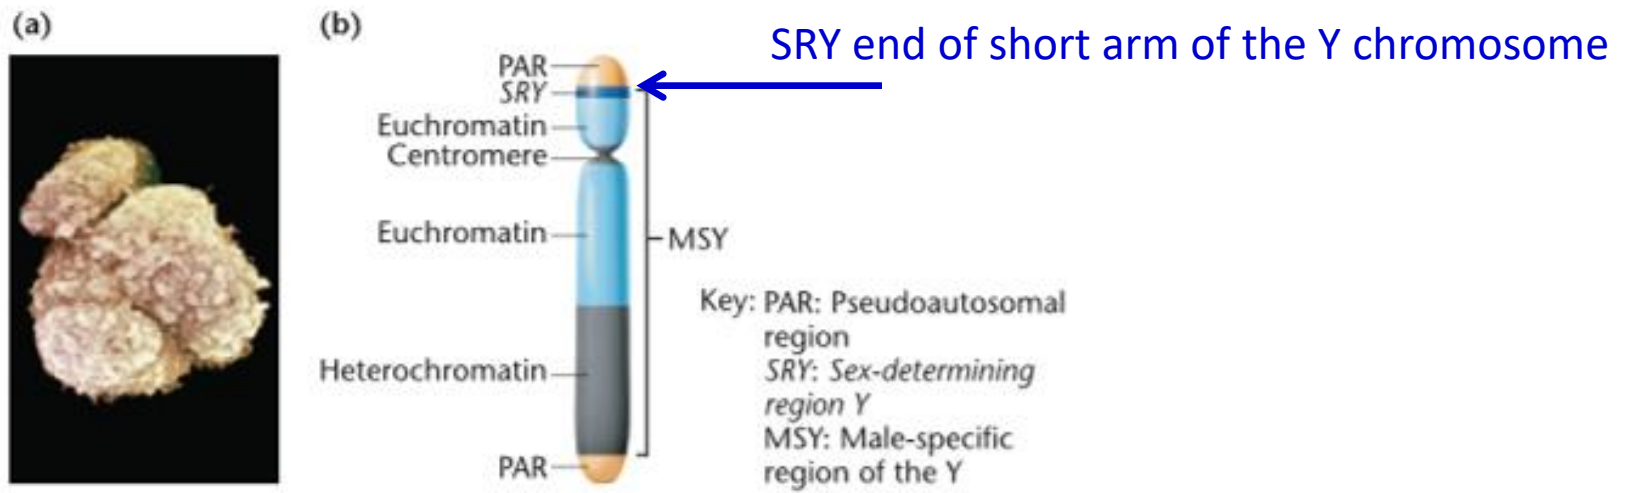 (a)
(b)
SRY end of short arm of the Y chromosome
PAR
SRY
Euchromatin
Centromere
Euchromatin
MSY
Key: PAR: Pseudoautosomal
region
SRY: Sex-determining
region Y
MSY: Male-specific
region of the Y
Heterochromatin
PAR